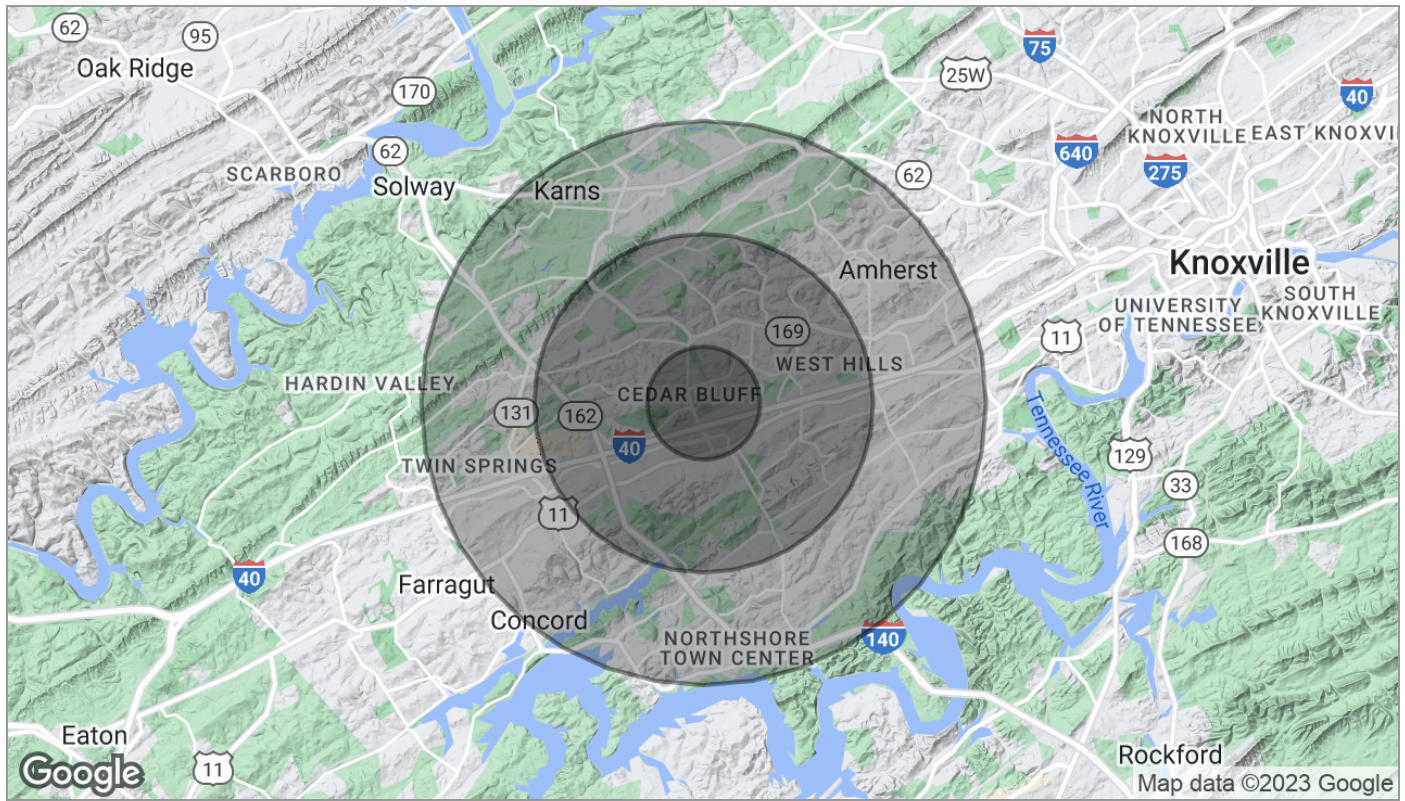 62
95
Oak Ridge
75
25W
170
40
NORTH
KNOXVILLE
EAST KNOXVI
62
640
275
SCARBORO
Solway
Karns
62
Knoxville
Amherst
SOUTH
KNOXVILLE
UNIVERSITY
OF TENNESSEE
169
11
WEST HILLS
HARDIN VALLEY
CEDAR BLUFF
131
162
40
Tennessee River
129
TWIN SPRINGS
33
11
168
40
Farragut
Concord
NORTHSHORE
TOWN CENTER
140
Eaton
11
Rockford
Google
Map data ©2023 Google